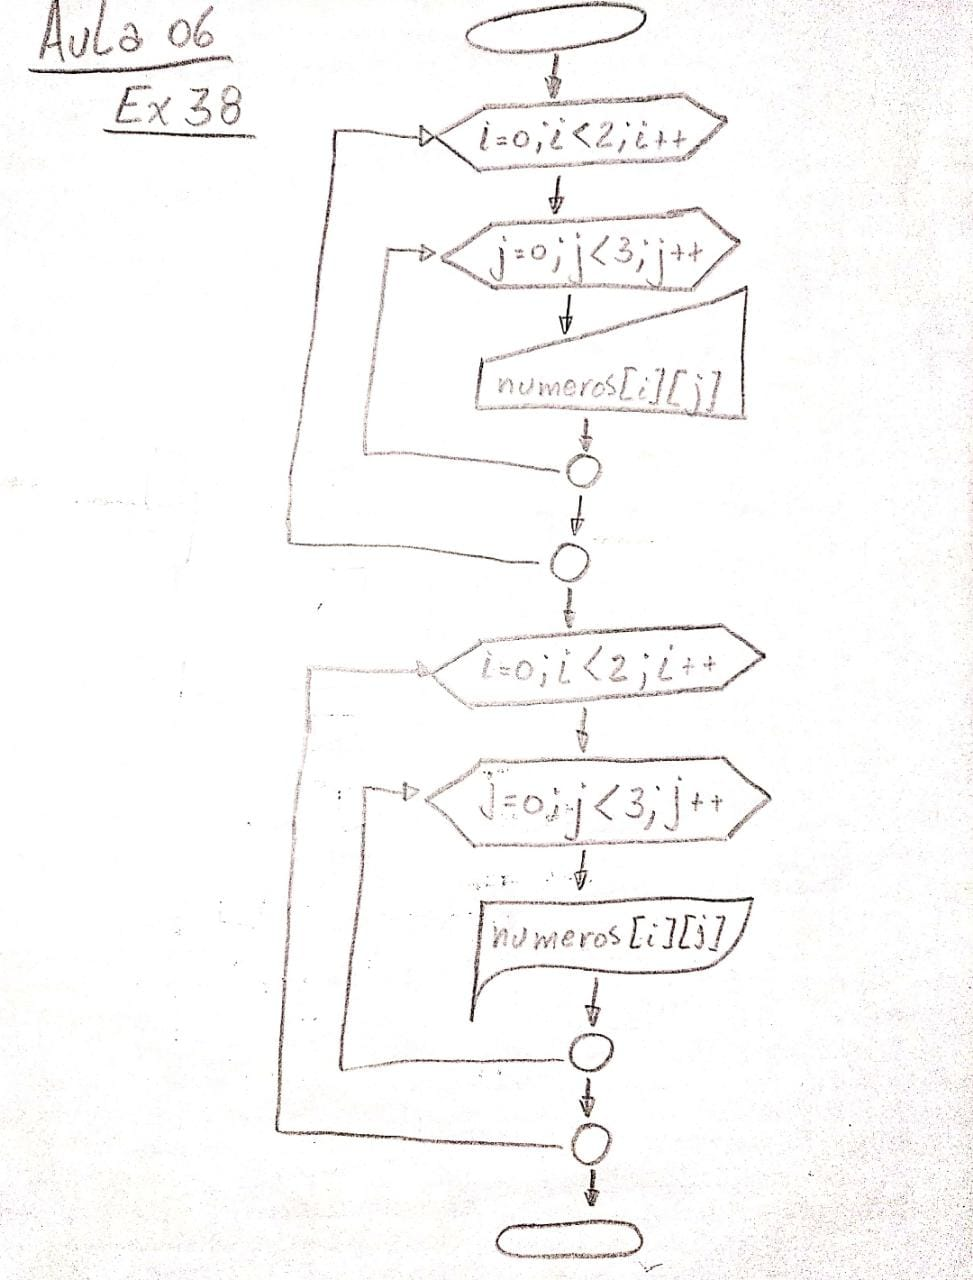 Aula 06
Ex 38
i=0;i<2;i++
j=0;j<3;j++
numeros[i][j]
i=0;i<2;i++
j=0;j<3;j++
numeros[i][j]